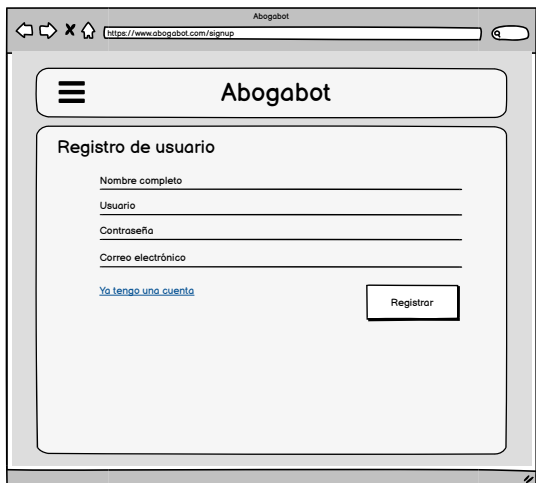 Abogabot
https://www.abogabot.com/signup
Abogabot
Registro de usuario
Nombre completo
Usuario
Contraseña
Correo electrónico
Ya tengo una cuenta
Registrar